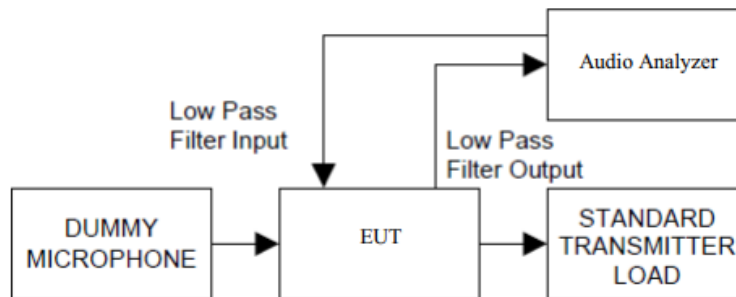 Audio Analyzer
Low Pass
Filter Input
Low Pass
Filter Output
DUMMY
MICROPHONE
EUT
STANDARD
TRANSMITTER
LOAD